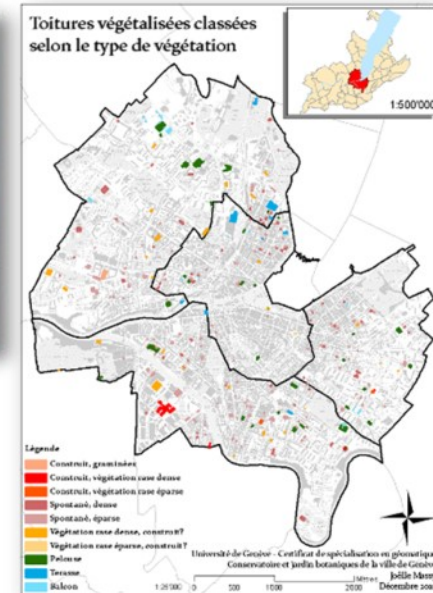 Toitures végétalisées classées
selon le type de végétation
1:500'000
Légende
Construit, graminées
Construit, végétation rase dense
Construit, végétation rase éparse
Spontané, dense
Spontané, éparse
Végétation rase dense, construit?
Végétation rase éparse, construit?
Pelouse
Terasse
Balcon
Université de Genève - Certificat de spécialisation en géomatique
Conservatoire et jardin botaniques de la ville de Genève
Joëlle
Décembre
0 500 1000 2000
Mètres